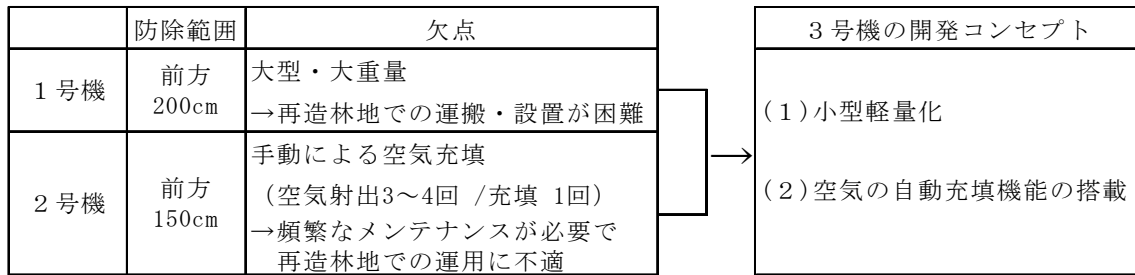 防除範囲 欠点
1号機 前方 200cm 大型・大重量
→再造林地での運搬・設置が困難
2号機 前方 150cm 手動による空気充填
(空気射出3~4回 /充填 1回)
→頻繁なメンテナンスが必要で
再造林地での運用に不適
→
3号機の開発コンセプト
(1)小型軽量化
(2)空気の自動充填機能の搭載